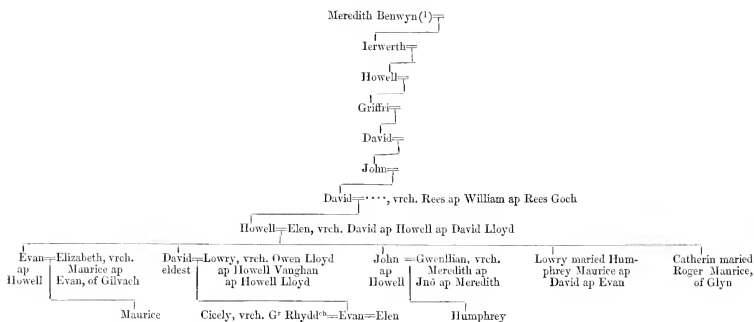 Meredith Benwyn(¹)
Ierwerth
Howell
Griffri
David
John
David=····, vrch. Rees ap William ap Rees Goch
Howell=Elen, vrch. David ap Howell ap David Lloyd
Evan=Elizabeth, vrch.
ap Maurice ap
Howell Evan, of Gilvach
David=Lowry, vrch. Owen Lloyd
eldest ap Howell Vaughan
ap Howell Lloyd
John=Gwenllian, vrch.
ap Meredith ap
Howell Jnó ap Meredith
Lowry maried Hum-
phrey Maurice ap
David ap Evan
Catherin maried
Roger Maurice,
of Glyn
Maurice
Cicely, vrch. Gr Rhyddch=Evan=Elen
Humphrey